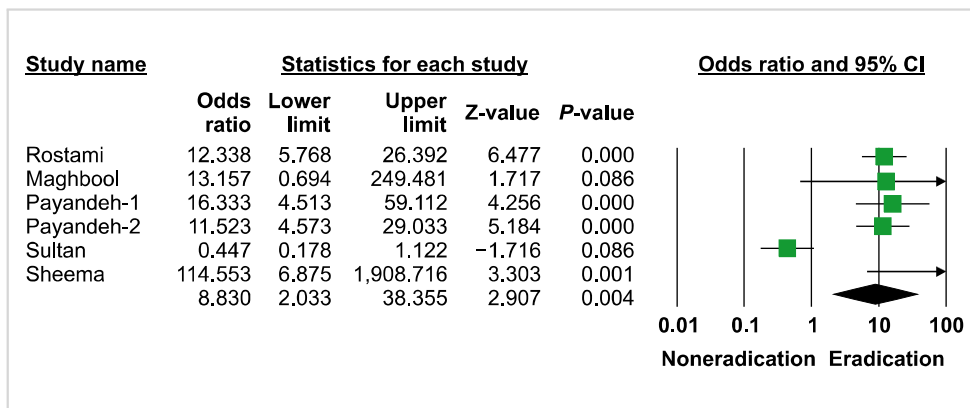 Study name Statistics for each study Odds ratio and 95% CI
Odds ratio Lower limit Upper limit Z-value P-value
Rostami 12.338 5.768 26.392 6.477 0.000
Maghbool 13.157 0.694 249.481 1.717 0.086
Payandeh-1 16.333 4.513 59.112 4.256 0.000
Payandeh-2 11.523 4.573 29.033 5.184 0.000
Sultan 0.447 0.178 1.122 −1.716 0.086
Sheema 114.553 6.875 1,908.716 3.303 0.001
8.830 2.033 38.355 2.907 0.004
0.01 0.1 1 10 100
Noneradication Eradication